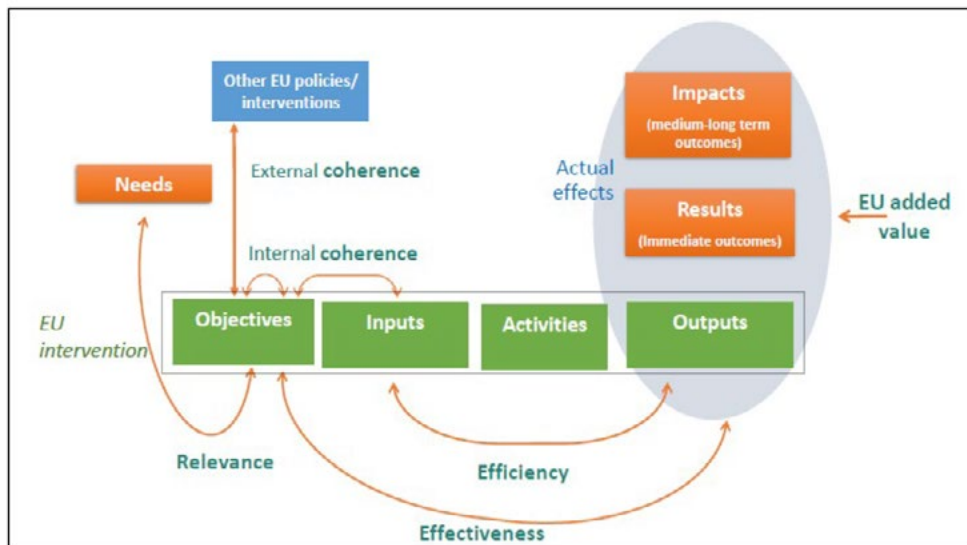 Other EU policies/
interventions
Impacts
(medium-long term
outcomes)
External coherence
Actual
effects
Needs
Results
(Immediate outcomes)
EU added
value
Internal coherence
EU
intervention
Objectives
Inputs
Activities
Outputs
Relevance
Efficiency
Effectiveness